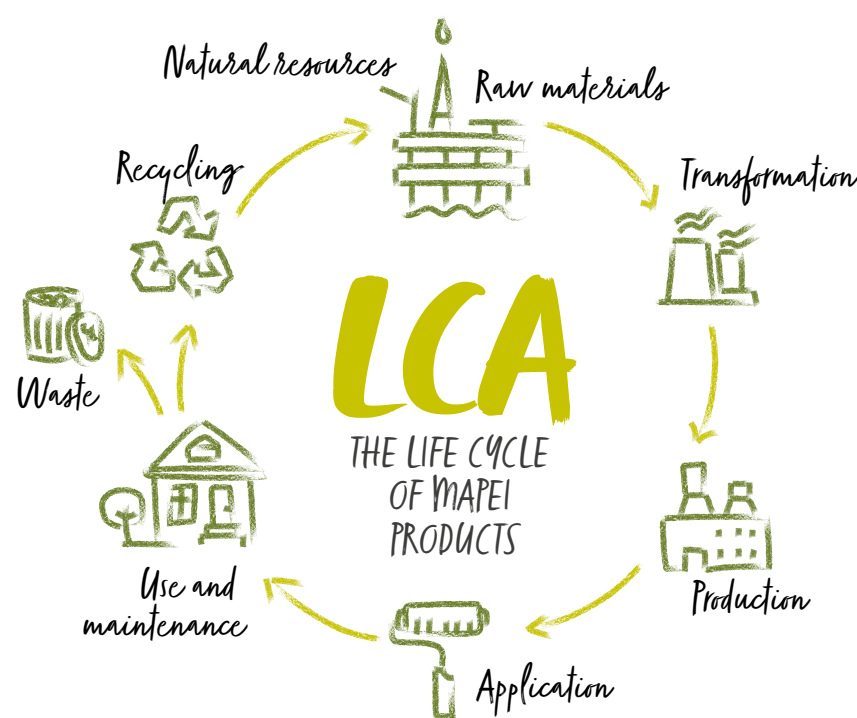 Natural resources
Raw materials
Transformation
Recycling
Waste
LCA
THE LIFE CYCLE
OF MAPEI
PRODUCTS
Use and
maintenance
Production
Application